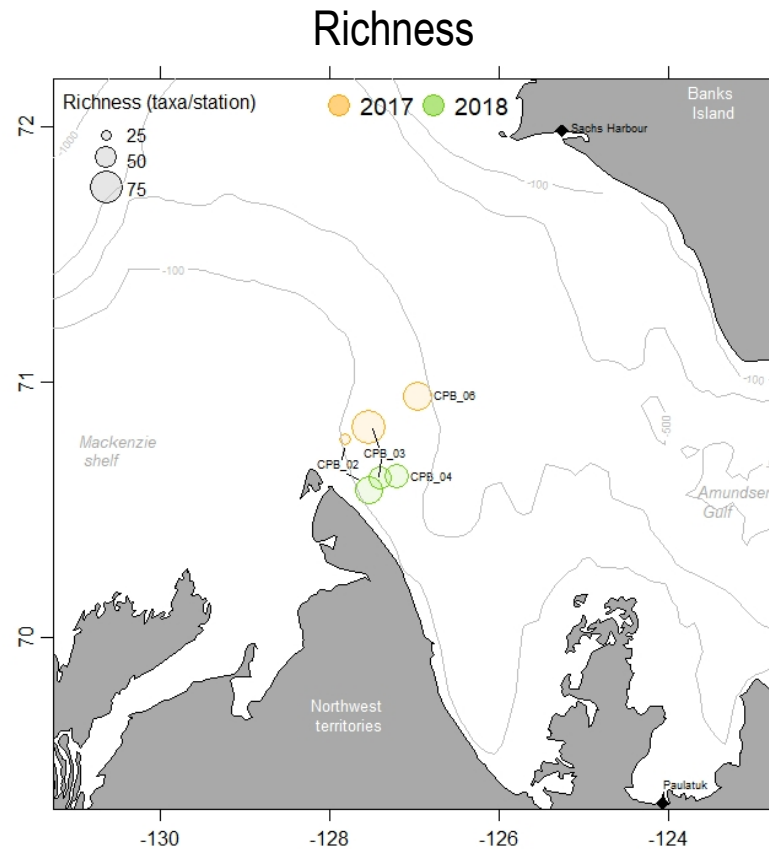 Richness
Richness (taxa/station)
25
50
75
2017
2018
Banks
Island
Sachs Harbour
72
71
70
-1000
-100
-100
-100
-500
CPB_06
CPB_03
CPB_02
CPB_04
Mackenzie
shelf
Amundsen
Gulf
Northwest
territories
Paulatuk
-130
-128
-126
-124